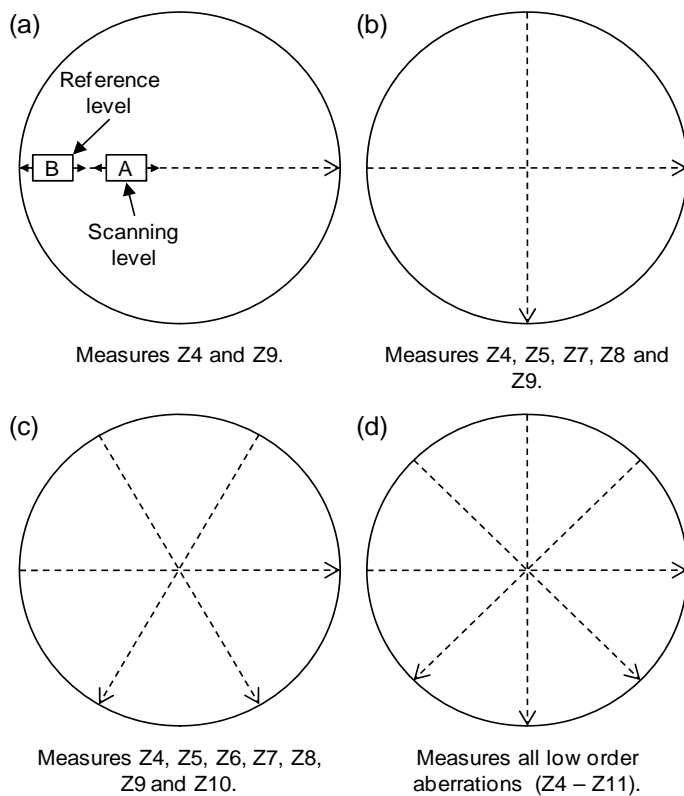 (a)
Reference
level
B
A
Scanning
level
Measures Z4 and Z9.
(b)
Measures Z4, Z5, Z7, Z8 and
Z9.
(c)
Measures Z4, Z5, Z6, Z7, Z8,
Z9 and Z10.
(d)
Measures all low order
aberrations (Z4 – Z11).